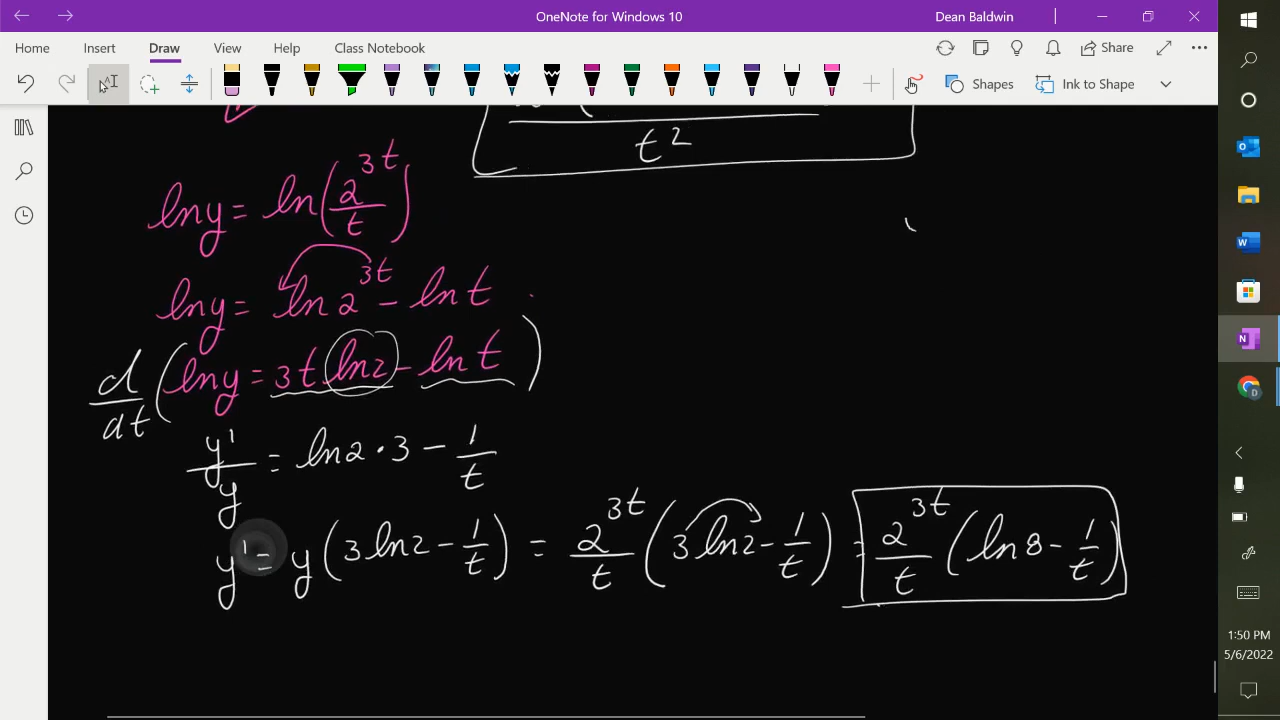 OneNote for Windows 10
Dean Baldwin
Home Insert Draw View Help Class Notebook
Share
Shapes
Ink to Shape
t²
ln y = ln(2^{3t}/t)
ln y = ln 2^{3t} - ln t
d/dt (ln y = 3t ln 2 - ln t)
y'/y = ln 2 · 3 - 1/t
y' = y(3 ln 2 - 1/t) = 2^{3t}/t (3 ln 2 - 1/t) = 2^{3t}/t (ln 8 - 1/t)
1:50 PM
5/6/2022